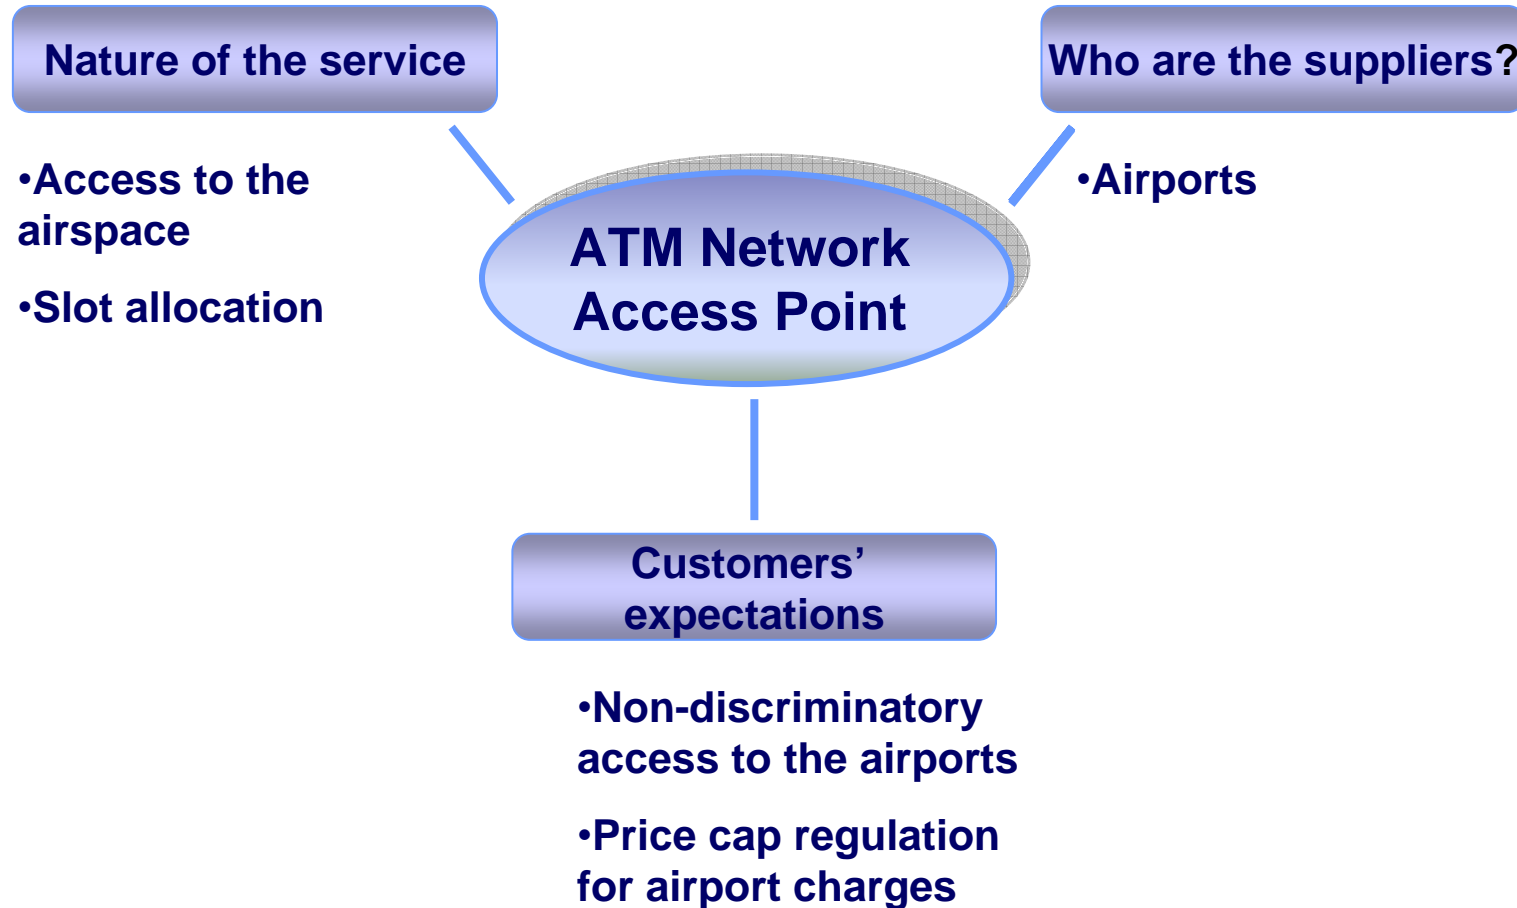 Nature of the service
Who are the suppliers?
•Access to the
airspace
•Slot allocation
•Airports
ATM Network
Access Point
Customers’
expectations
•Non-discriminatory
access to the airports
•Price cap regulation
for airport charges